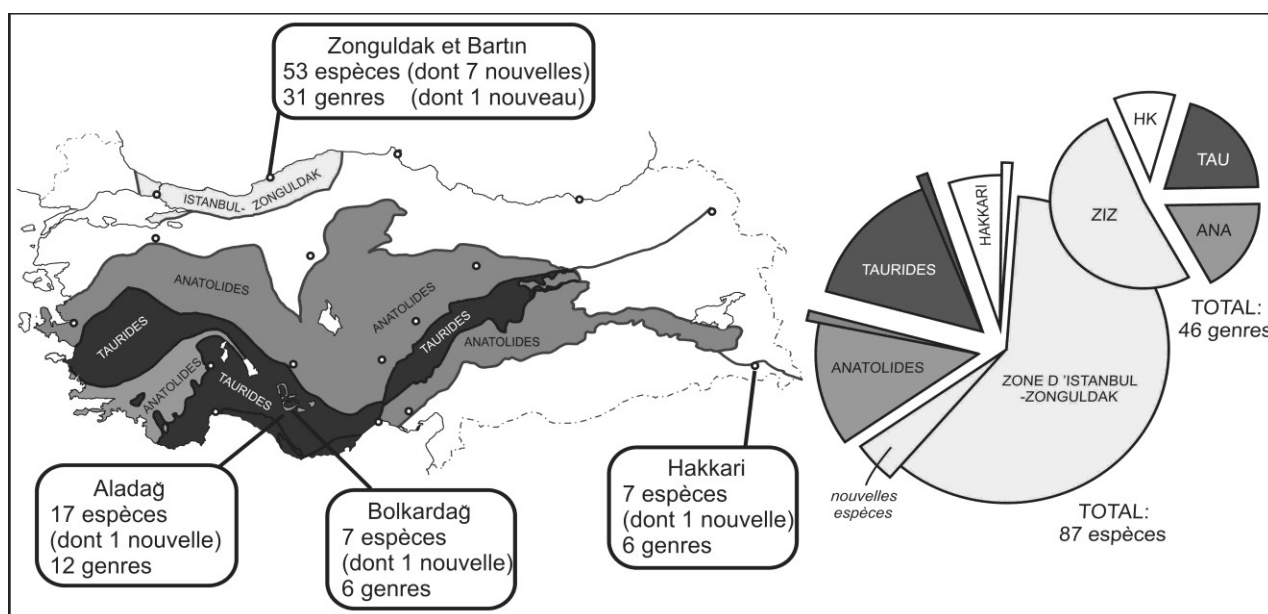 Zonguldak et Bartın
53 espèces (dont 7 nouvelles)
31 genres (dont 1 nouveau)
ISTANBUL- ZONGULDAK
ANATOLIDES
ANATOLIDES
TAURIDES
TAURIDES
ANATOLIDES
ANATOLIDES
TAURIDES
Aladağ
17 espèces
(dont 1 nouvelle)
12 genres
Bolkardağ
7 espèces
(dont 1 nouvelle)
6 genres
Hakkari
7 espèces
(dont 1 nouvelle)
6 genres
HK
TAU
ZIZ
ANA
TOTAL:
46 genres
HAKKARI
TAURIDES
ANATOLIDES
ZONE D 'ISTANBUL
-ZONGULDAK
nouvelles
espèces
TOTAL:
87 espèces